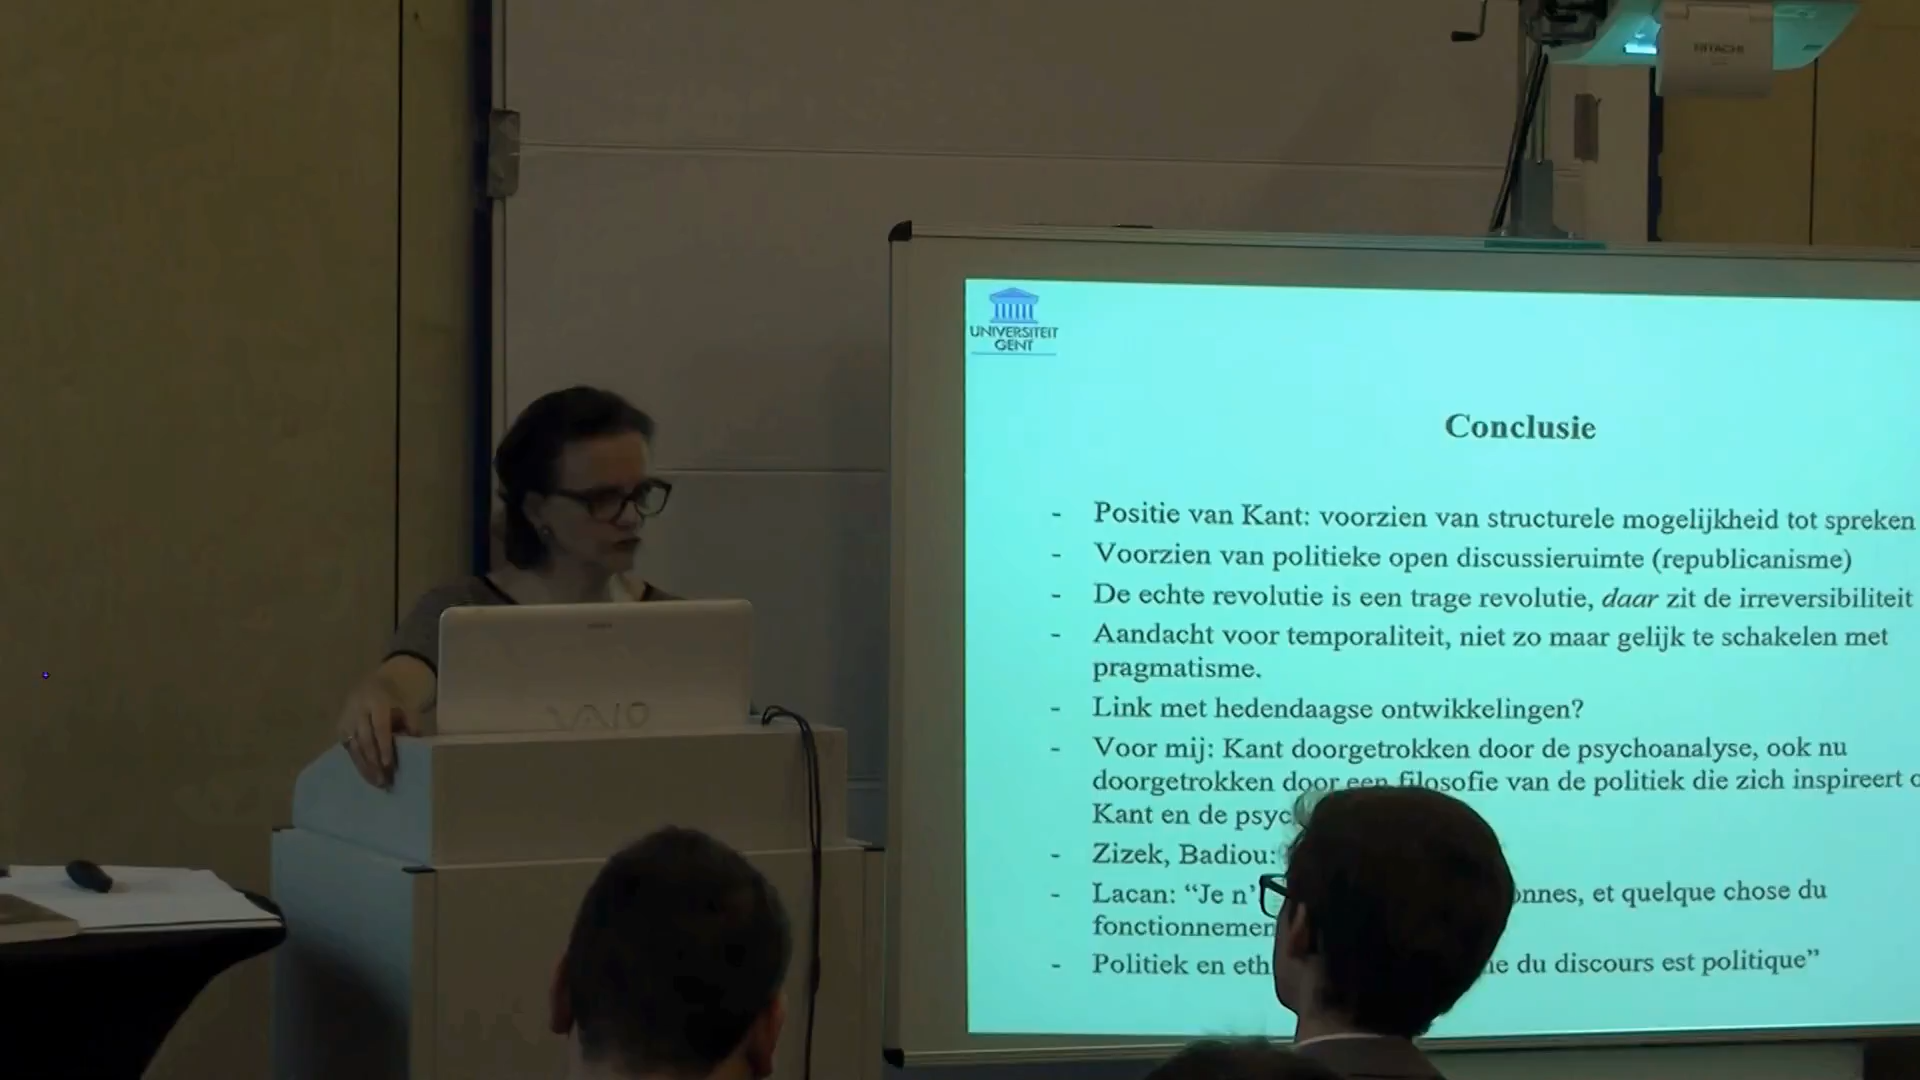 HITACHI
UNIVERSITEIT
GENT
Conclusie
- Positie van Kant: voorzien van structurele mogelijkheid tot spreken
- Voorzien van politieke open discussieruimte (republicanisme)
- De echte revolutie is een trage revolutie, daar zit de irreversibiliteit
- Aandacht voor temporaliteit, niet zo maar gelijk te schakelen met
pragmatisme.
- Link met hedendaagse ontwikkelingen?
- Voor mij: Kant doorgetrokken door de psychoanalyse, ook nu
doorgetrokken door een filosofie van de politiek die zich inspireert
Kant en de
- Zizek, Badiou:
- Lacan: “Je n’ et quelque chose du
- Politiek en du discours est politique”
VAIO